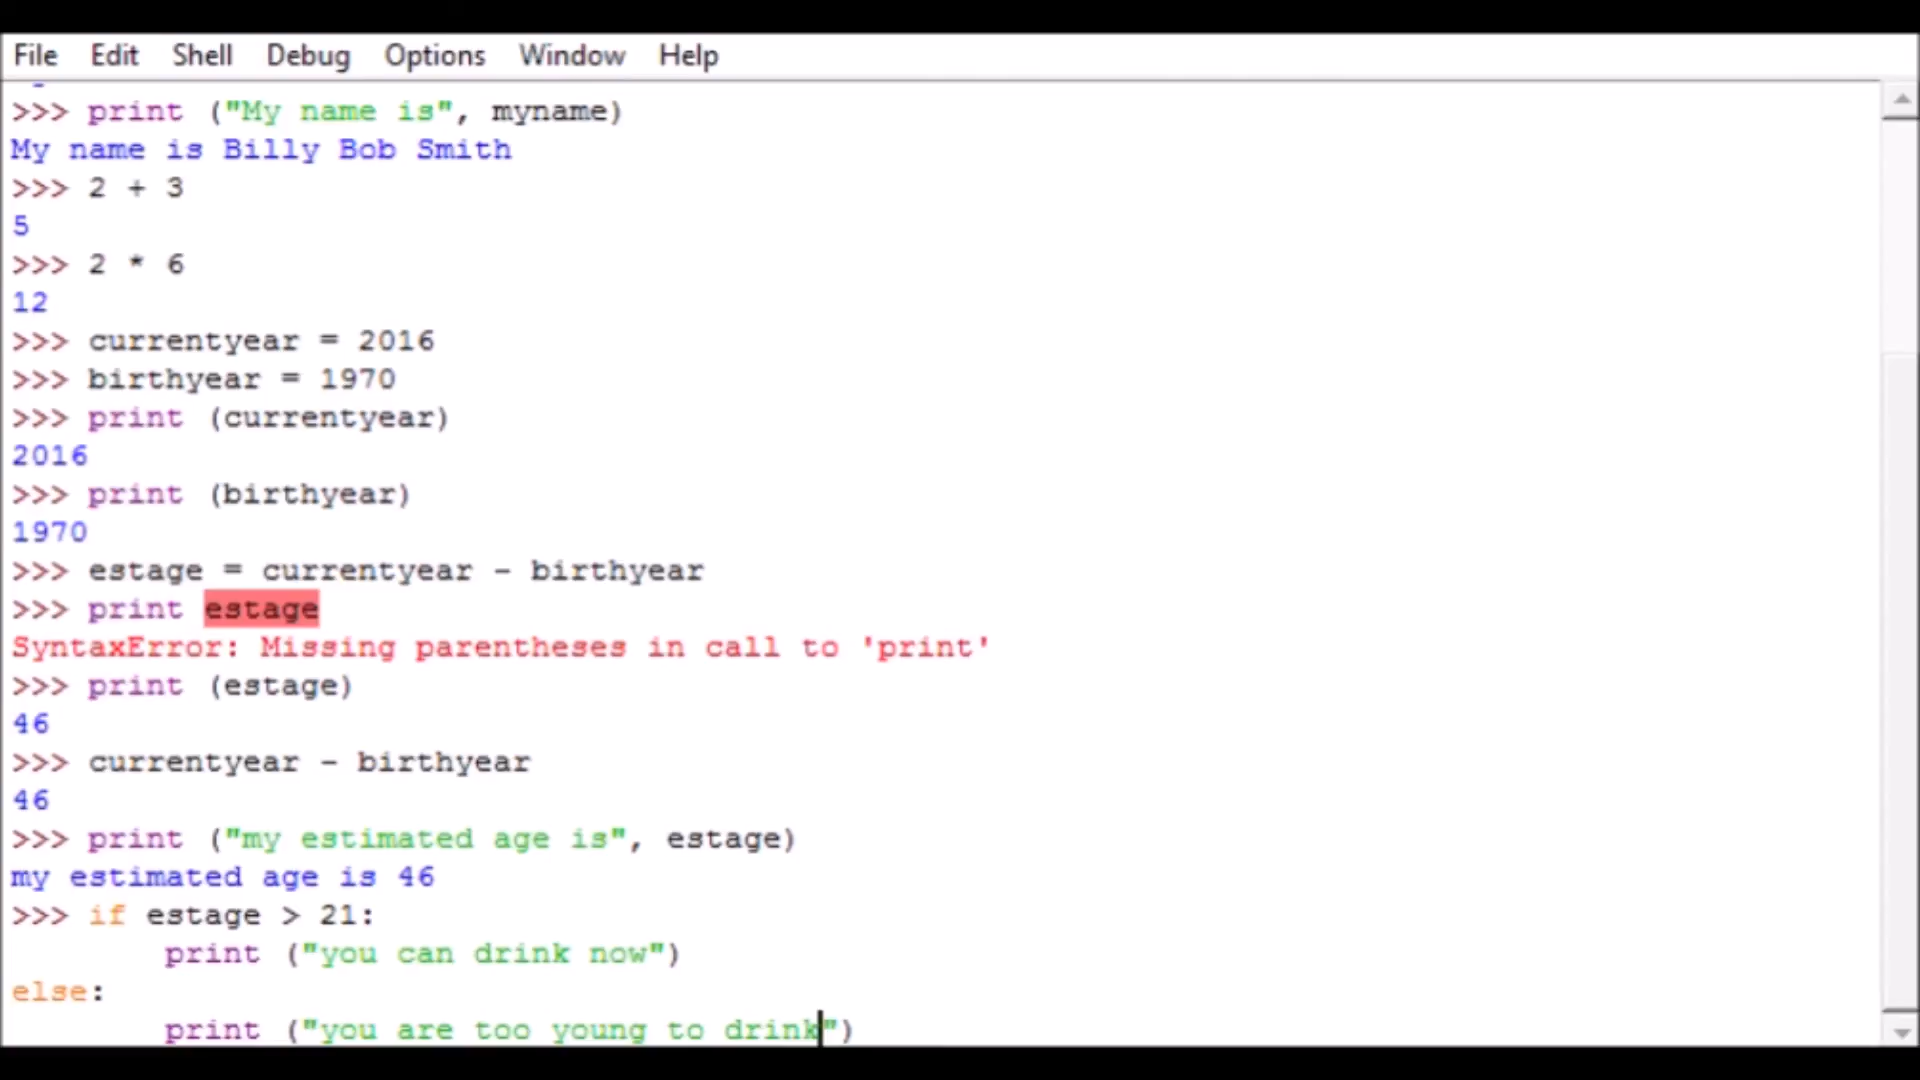 File Edit Shell Debug Options Window Help
>>> print ("My name is", myname)
My name is Billy Bob Smith
>>> 2 + 3
5
>>> 2 * 6
12
>>> currentyear = 2016
>>> birthyear = 1970
>>> print (currentyear)
2016
>>> print (birthyear)
1970
>>> estage = currentyear - birthyear
>>> print estage
SyntaxError: Missing parentheses in call to 'print'
>>> print (estage)
46
>>> currentyear - birthyear
46
>>> print ("my estimated age is", estage)
my estimated age is 46
>>> if estage > 21:
print ("you can drink now")
else:
print ("you are too young to drink")